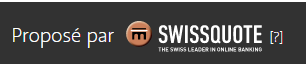 Proposé par SWISSQUOTE [?]
THE SWISS LEADER IN ONLINE BANKING